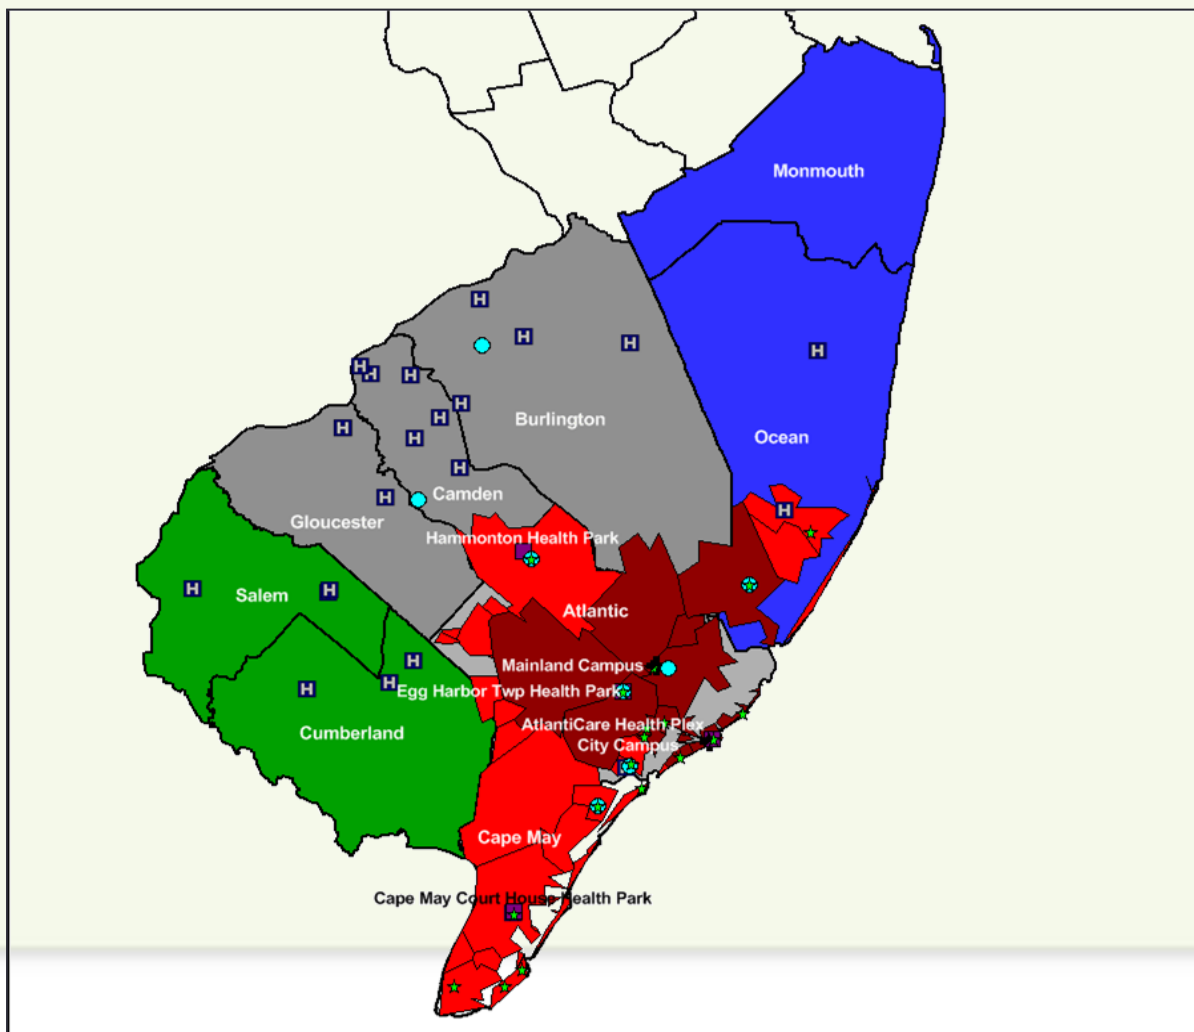 Monmouth
H
H
H
H
H
H
H
H
Burlington
H
H
H
Ocean
H
H
Camden
H
Gloucester
H
Hammonton Health Park
H
Salem
H
Atlantic
H
Mainland Campus
H
H
Egg Harbor Twp Health Park
AtlantiCare Health Plex
Cumberland
City Campus
Cape May
Cape May Court House Health Park